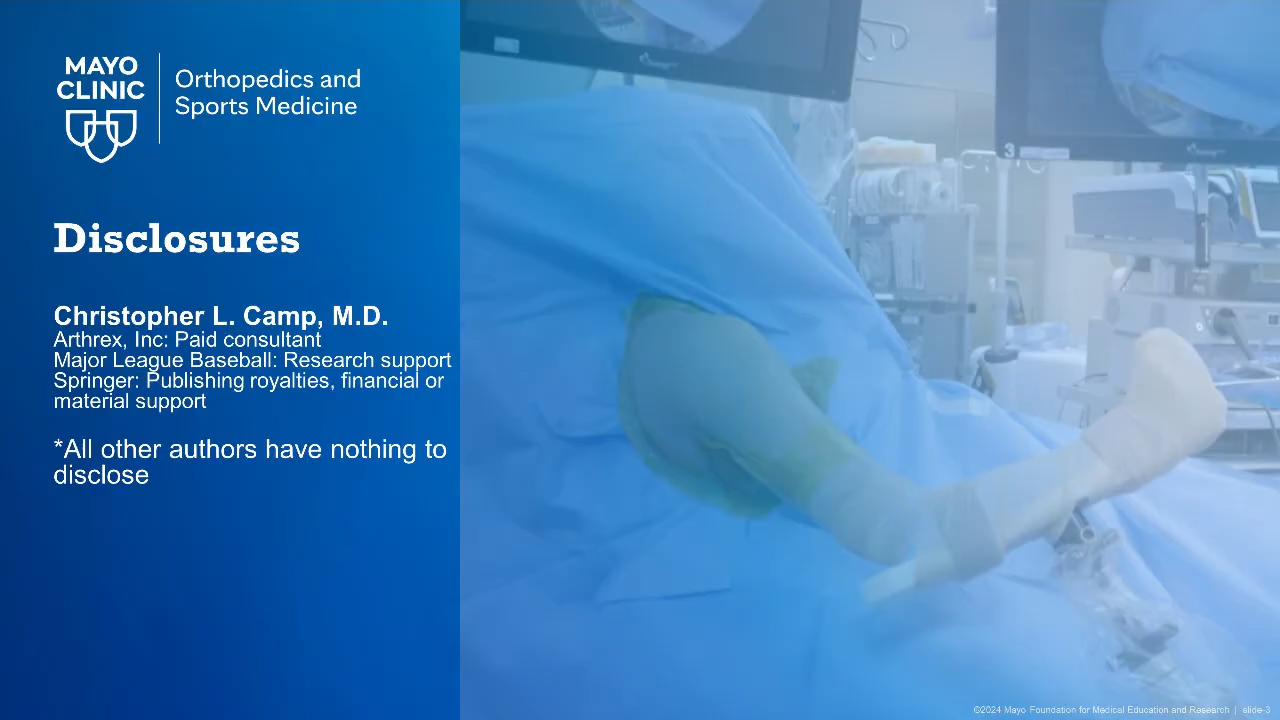 MAYO
CLINIC
Orthopedics and
Sports Medicine
Disclosures
Christopher L. Camp, M.D.
Arthrex, Inc: Paid consultant
Major League Baseball: Research support
Springer: Publishing royalties, financial or
material support
*All other authors have nothing to
disclose
3
©2024 Mayo Foundation for Medical Education and Research | slide-3